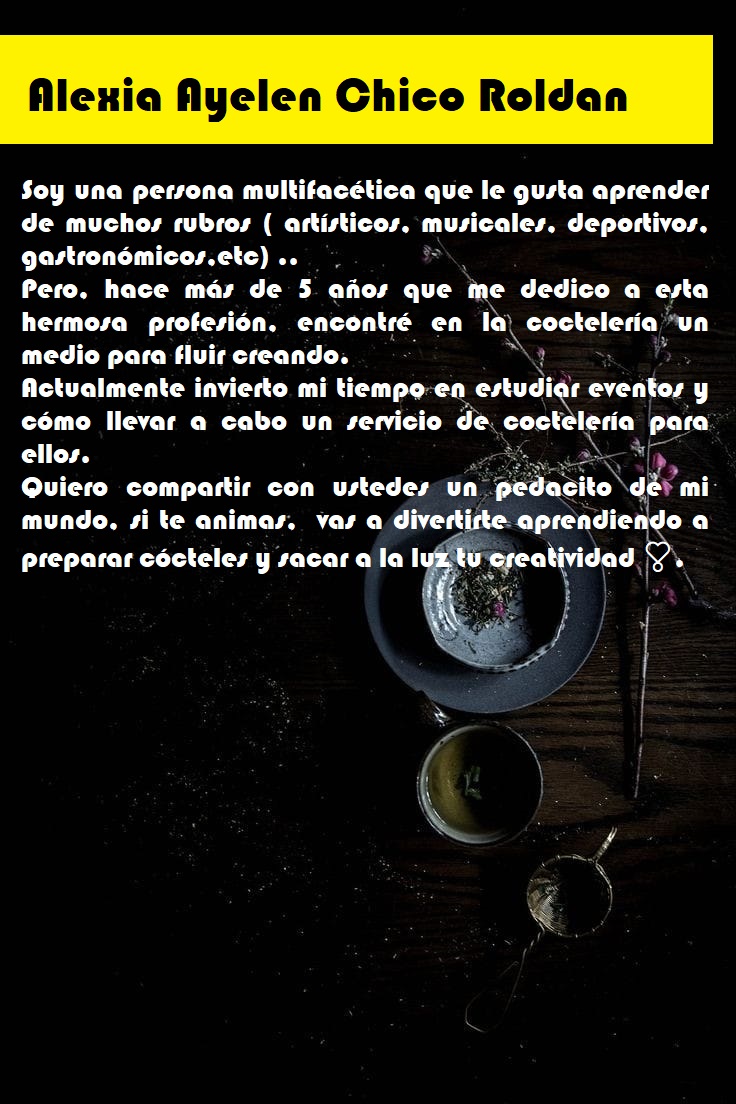 Alexia Ayelen Chico Roldan
Soy una persona multifacética que le gusta aprender
de muchos rubros ( artísticos, musicales, deportivos,
gastronómicos,etc) ..
Pero, hace más de 5 años que me dedico a esta
hermosa profesión, encontré en la coctelería un
medio para fluir creando.
Actualmente invierto mi tiempo en estudiar eventos y
cómo llevar a cabo un servicio de coctelería para
ellos.
Quiero compartir con ustedes un pedacito de mi
mundo, si te animas, vas a divertirte aprendiendo a
preparar cócteles y sacar a la luz tu creatividad ❣ .